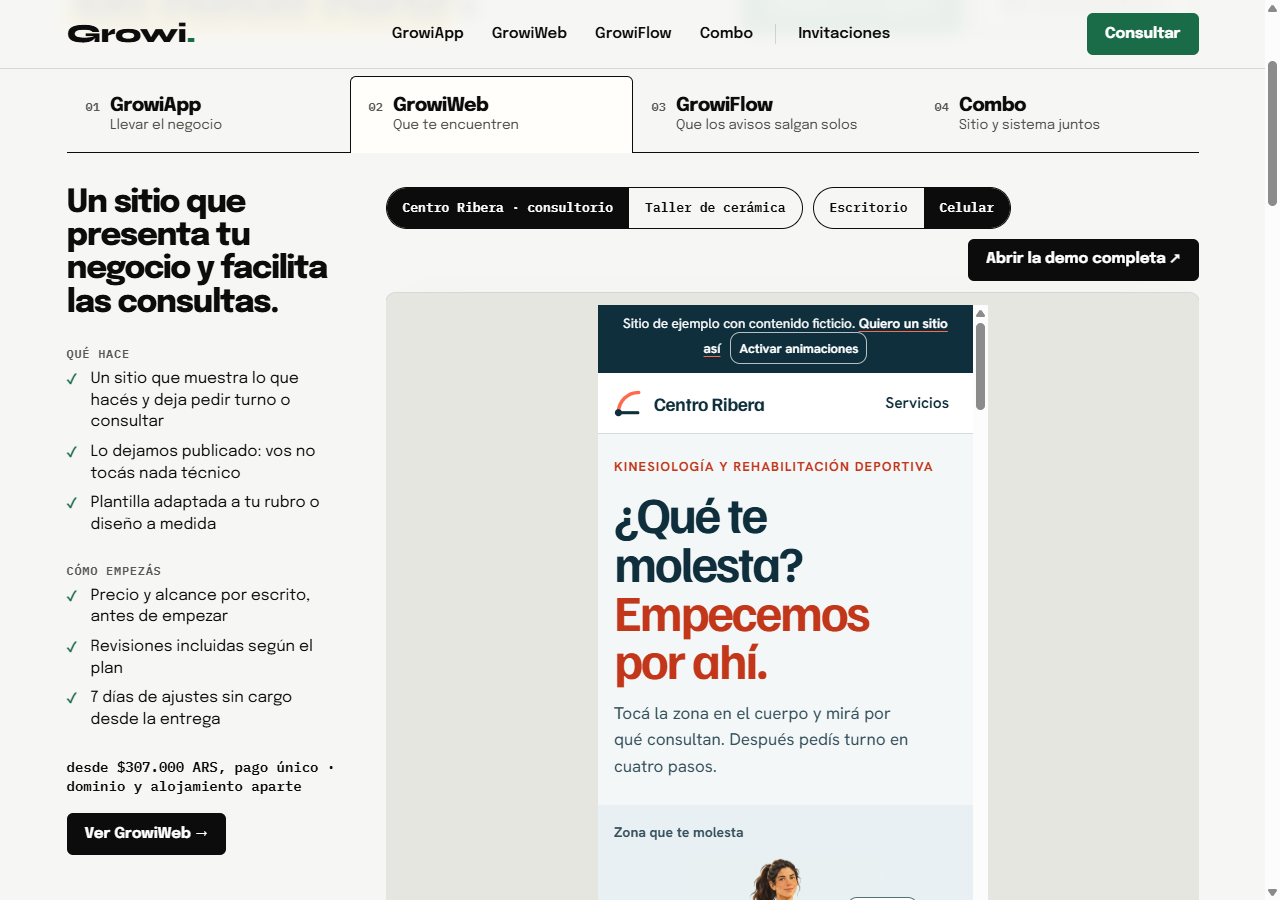 Growi.
GrowiApp
GrowiWeb
GrowiFlow
Combo
Invitaciones
Consultar
01 GrowiApp
Llevar el negocio
02 GrowiWeb
Que te encuentren
03 GrowiFlow
Que los avisos salgan solos
04 Combo
Sitio y sistema juntos
Un sitio que
presenta tu
negocio y facilita
las consultas.
QUÉ HACE
✓ Un sitio que muestra lo que
hacés y deja pedir turno o
consultar
✓ Lo dejamos publicado: vos no
tocás nada técnico
✓ Plantilla adaptada a tu rubro o
diseño a medida
CÓMO EMPEZÁS
✓ Precio y alcance por escrito,
antes de empezar
✓ Revisiones incluidas según el
plan
✓ 7 días de ajustes sin cargo
desde la entrega
desde $307.000 ARS, pago único ·
dominio y alojamiento aparte
Ver GrowiWeb →
Centro Ribera · consultorio
Taller de cerámica
Escritorio
Celular
Abrir la demo completa ↗
Sitio de ejemplo con contenido ficticio. Quiero un sitio
así Activar animaciones
Centro Ribera
Servicios
KINESIOLOGÍA Y REHABILITACIÓN DEPORTIVA
¿Qué te
molesta?
Empecemos
por ahí.
Tocá la zona en el cuerpo y mirá por
qué consultan. Después pedís turno en
cuatro pasos.
Zona que te molesta